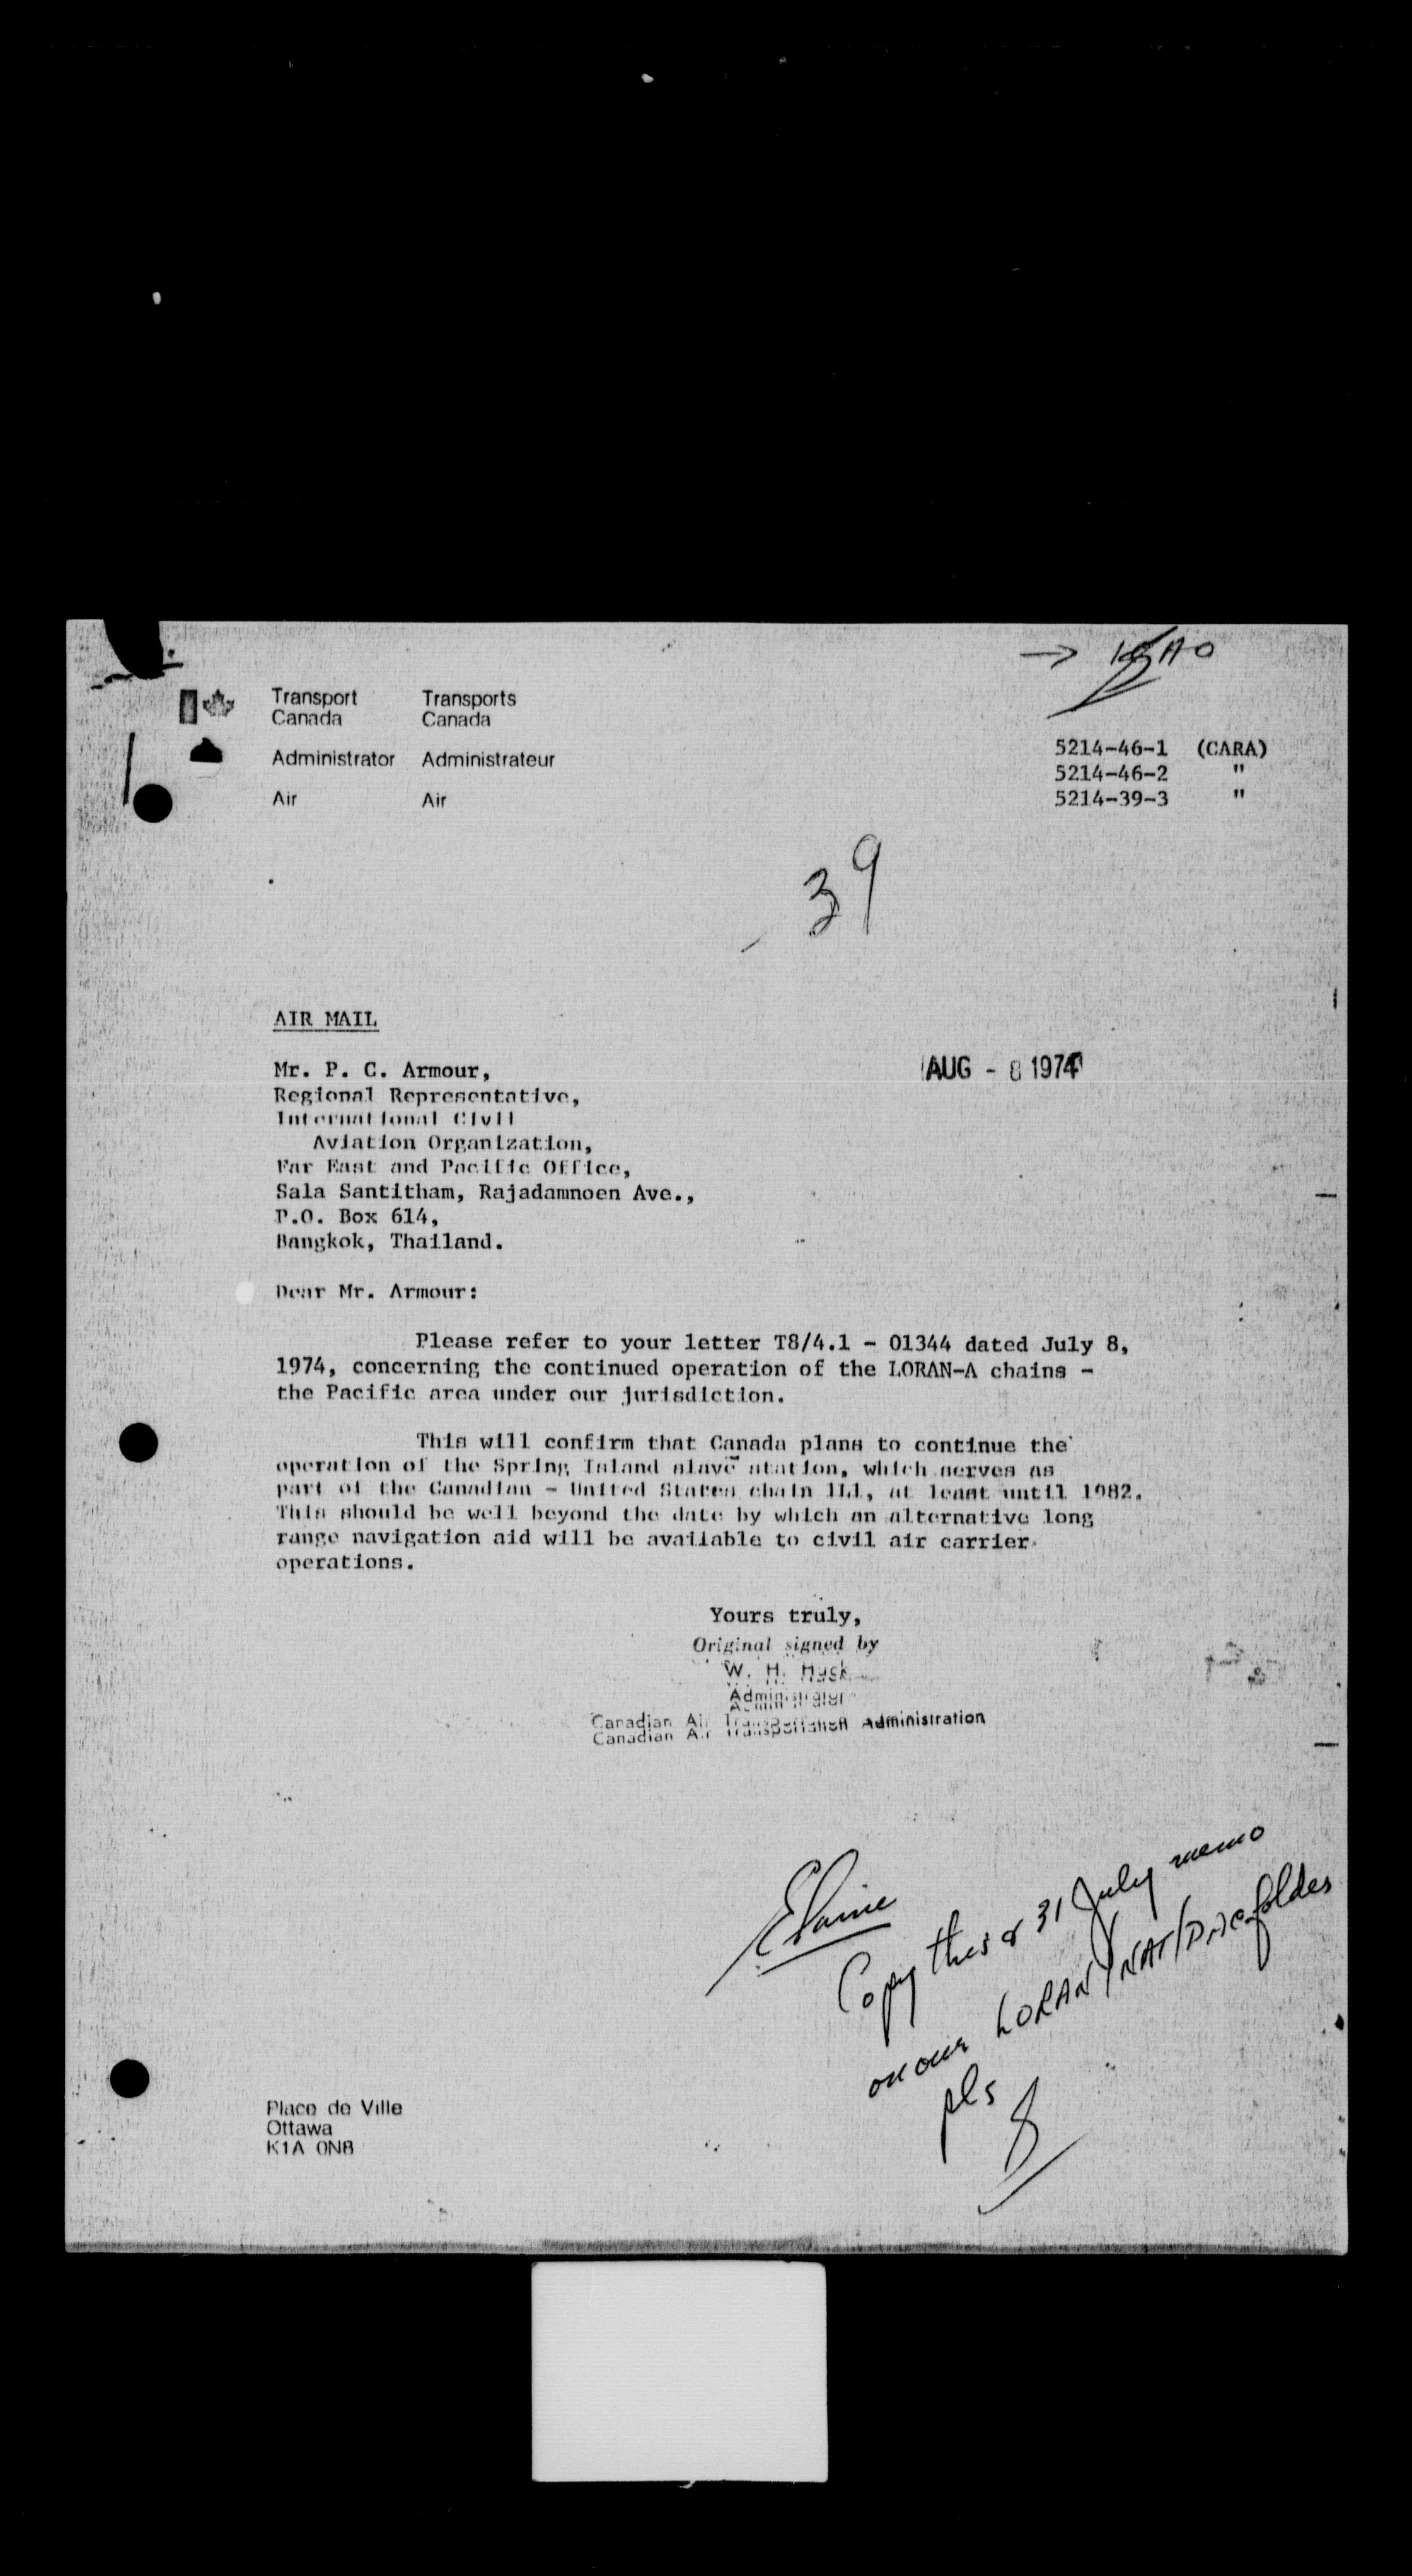 Transport Transports
Canada Canada
Administrator Administrateur
Air Air
→ ICAO
5214-46-1 (CARA)
5214-46-2 "
5214-39-3 "
39
AIR MAIL
AUG - 8 1974
Mr. P. C. Armour,
Regional Representative,
International Civil
Aviation Organization,
Far East and Pacific Office,
Sala Santitham, Rajadamnoen Ave.,
P.O. Box 614,
Bangkok, Thailand.
Dear Mr. Armour:
Please refer to your letter T8/4.1 - 01344 dated July 8,
1974, concerning the continued operation of the LORAN-A chains -
the Pacific area under our jurisdiction.
This will confirm that Canada plans to continue the
operation of the Spring Island slave station, which serves as
part of the Canadian - United States chain, at least until 1982.
This should be well beyond the date by which an alternative long
range navigation aid will be available to civil air carrier
operations.
Yours truly,
Original signed by
W. H. Huck
Administrator
Canadian Air Transportation Administration
Elaine
Copy this & 31 July memo
on our LORAN/NAT/PAC folder
pls
Place de Ville
Ottawa
K1A 0N8